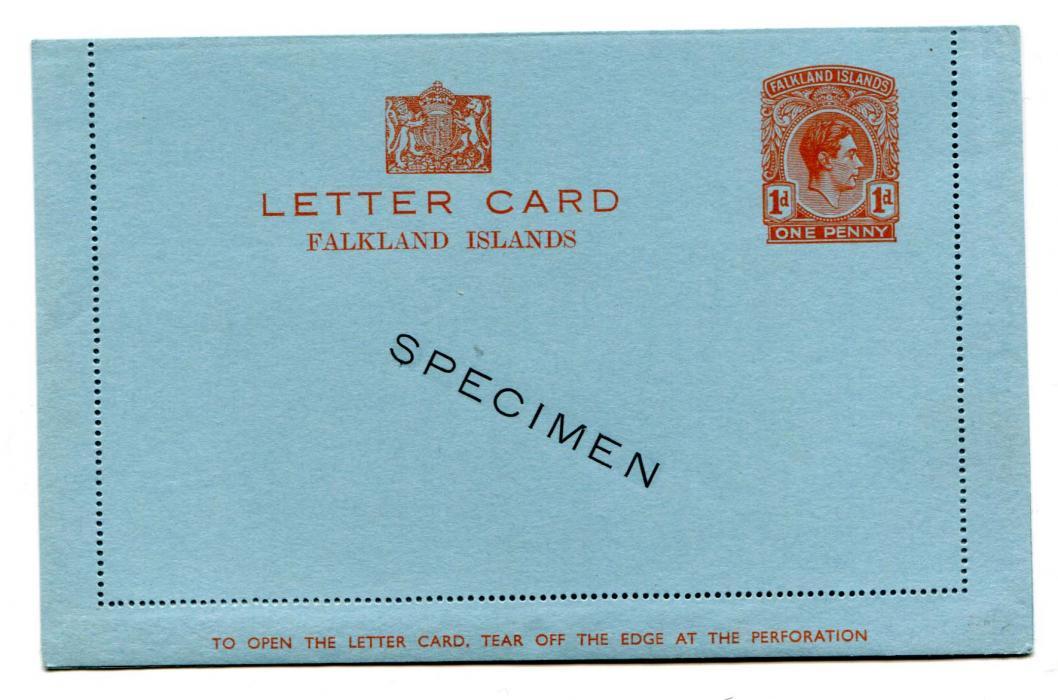 FALKLAND ISLANDS
1d 1d
ONE PENNY
LETTER CARD
FALKLAND ISLANDS
SPECIMEN
TO OPEN THE LETTER CARD, TEAR OFF THE EDGE AT THE PERFORATION